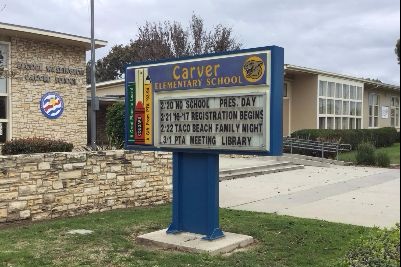 Carver
ELEMENTARY SCHOOL
2/20 NO SCHOOL PRES. DAY
2/21 '16-'17 REGISTRATION BEGINS
2/22 TACO BEACH FAMILY NIGHT
3/1 PTA MEETING LIBRARY